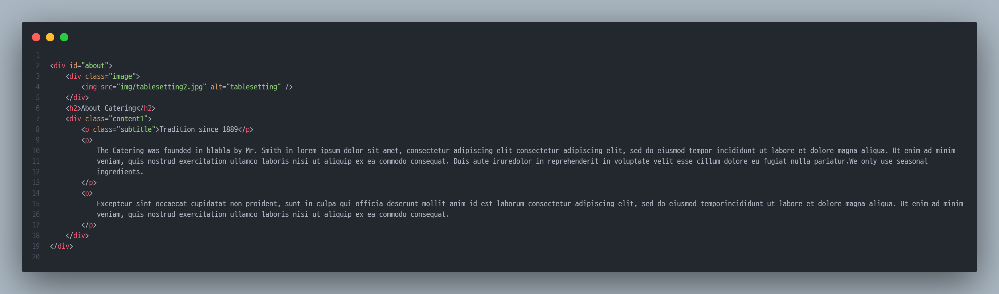 1
2 <div id="about">
3     <div class="image">
4         <img src="img/tablesetting2.jpg" alt="tablesetting" />
5     </div>
6     <h2>About Catering</h2>
7     <div class="content1">
8         <p class="subtitle">Tradition since 1889</p>
9         <p>
10             The Catering was founded in blabla by Mr. Smith in lorem ipsum dolor sit amet, consectetur adipiscing elit consectetur adipiscing elit, sed do eiusmod tempor incididunt ut labore et dolore magna aliqua. Ut enim ad minim
11             veniam, quis nostrud exercitation ullamco laboris nisi ut aliquip ex ea commodo consequat. Duis aute iruredolor in reprehenderit in voluptate velit esse cillum dolore eu fugiat nulla pariatur.We only use seasonal
12             ingredients.
13         </p>
14         <p>
15             Excepteur sint occaecat cupidatat non proident, sunt in culpa qui officia deserunt mollit anim id est laborum consectetur adipiscing elit, sed do eiusmod temporincididunt ut labore et dolore magna aliqua. Ut enim ad minim
16             veniam, quis nostrud exercitation ullamco laboris nisi ut aliquip ex ea commodo consequat.
17         </p>
18     </div>
19 </div>
20